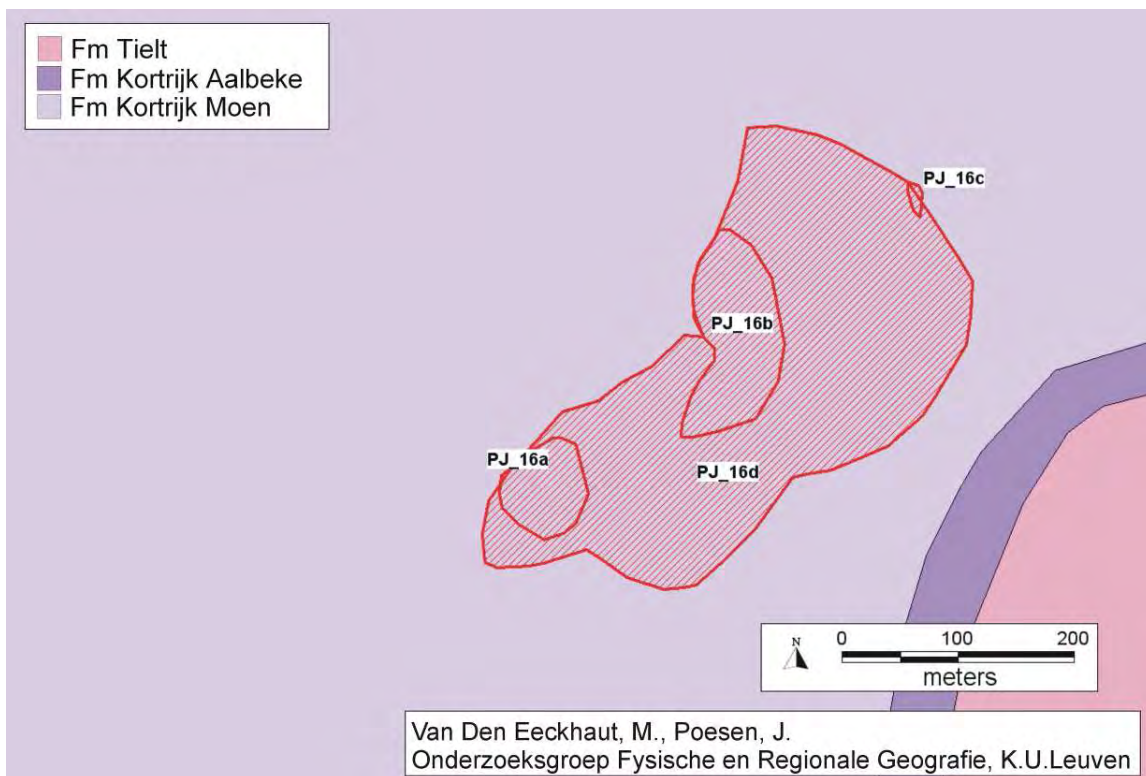 Fm Tielt
Fm Kortrijk Aalbeke
Fm Kortrijk Moen
PJ_16c
PJ_16b
PJ_16a
PJ_16d
N
0 100 200
meters
Van Den Eeckhaut, M., Poesen, J.
Onderzoeksgroep Fysische en Regionale Geografie, K.U.Leuven